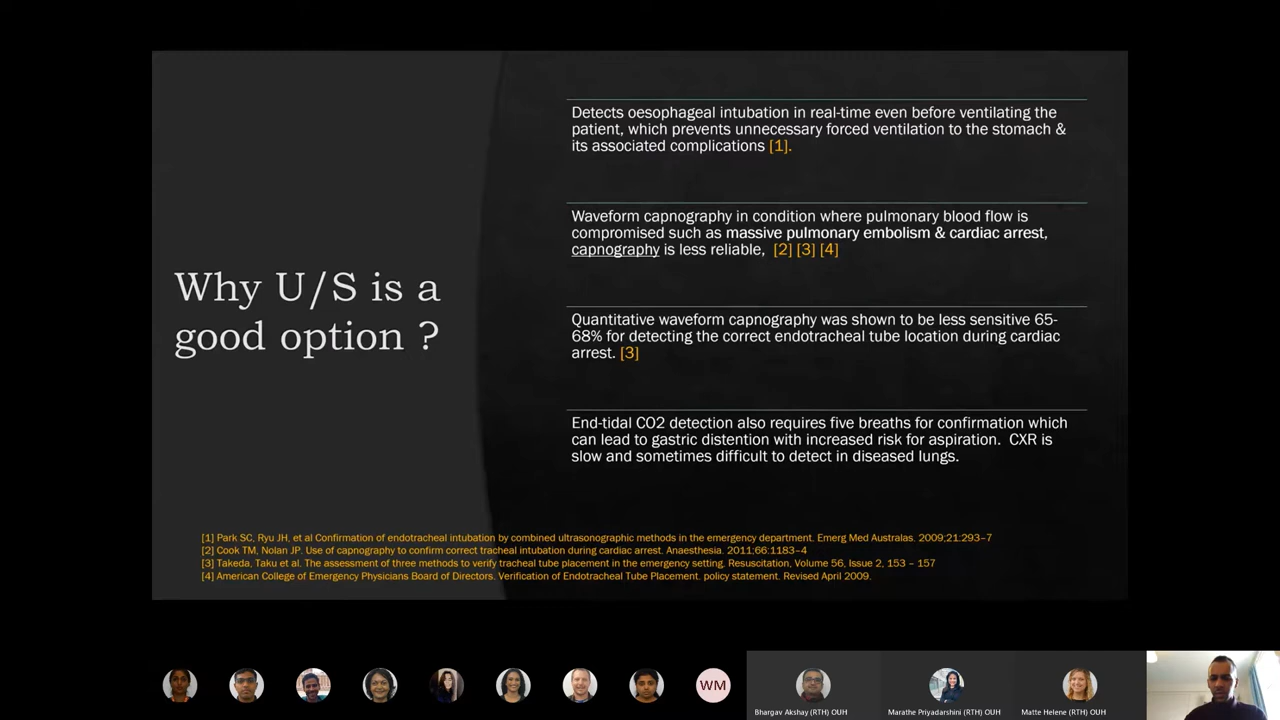 Why U/S is a
good option ?
Detects oesophageal intubation in real-time even before ventilating the
patient, which prevents unnecessary forced ventilation to the stomach &
its associated complications [1].
Waveform capnography in condition where pulmonary blood flow is
compromised such as massive pulmonary embolism & cardiac arrest,
capnography is less reliable, [2] [3] [4]
Quantitative waveform capnography was shown to be less sensitive 65-
68% for detecting the correct endotracheal tube location during cardiac
arrest. [3]
End-tidal CO2 detection also requires five breaths for confirmation which
can lead to gastric distention with increased risk for aspiration. CXR is
slow and sometimes difficult to detect in diseased lungs.
[1] Park SC, Ryu JH, et al Confirmation of endotracheal intubation by combined ultrasonographic methods in the emergency department. Emerg Med Australas. 2009;21:293–7
[2] Cook TM, Nolan JP. Use of capnography to confirm correct tracheal intubation during cardiac arrest. Anaesthesia. 2011;66:1183–4
[3] Takeda, Taku et al. The assessment of three methods to verify tracheal tube placement in the emergency setting. Resuscitation, Volume 56, Issue 2, 153 – 157
[4] American College of Emergency Physicians Board of Directors. Verification of Endotracheal Tube Placement. policy statement. Revised April 2009.
WM
Bhargav Akshay (RTH) OUH
Marathe Priyadarshini (RTH) OUH
Matte Helene (RTH) OUH